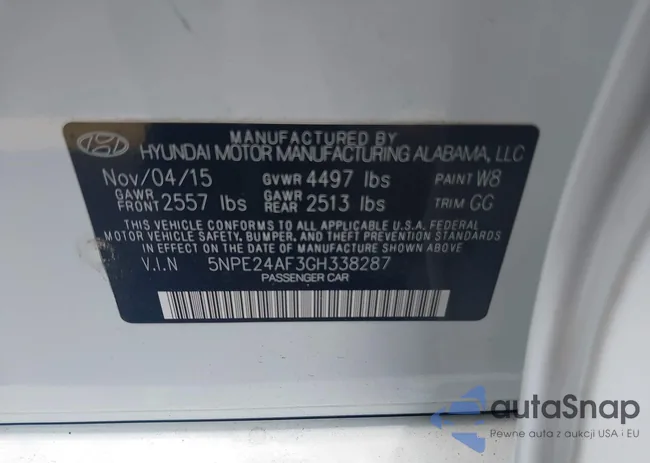 MANUFACTURED BY
HYUNDAI MOTOR MANUFACTURING ALABAMA, LLC
Nov/04/15 GVWR 4497 lbs PAINT W8
GAWR FRONT 2557 lbs GAWR REAR 2513 lbs TRIM GG
THIS VEHICLE CONFORMS TO ALL APPLICABLE U.S.A. FEDERAL
MOTOR VEHICLE SAFETY, BUMPER, AND THEFT PREVENTION STANDARDS
IN EFFECT ON THE DATE OF MANUFACTURE SHOWN ABOVE.
V.I.N 5NPE24AF3GH338287
PASSENGER CAR
autoSnap
Pewne auta z aukcji USA i EU